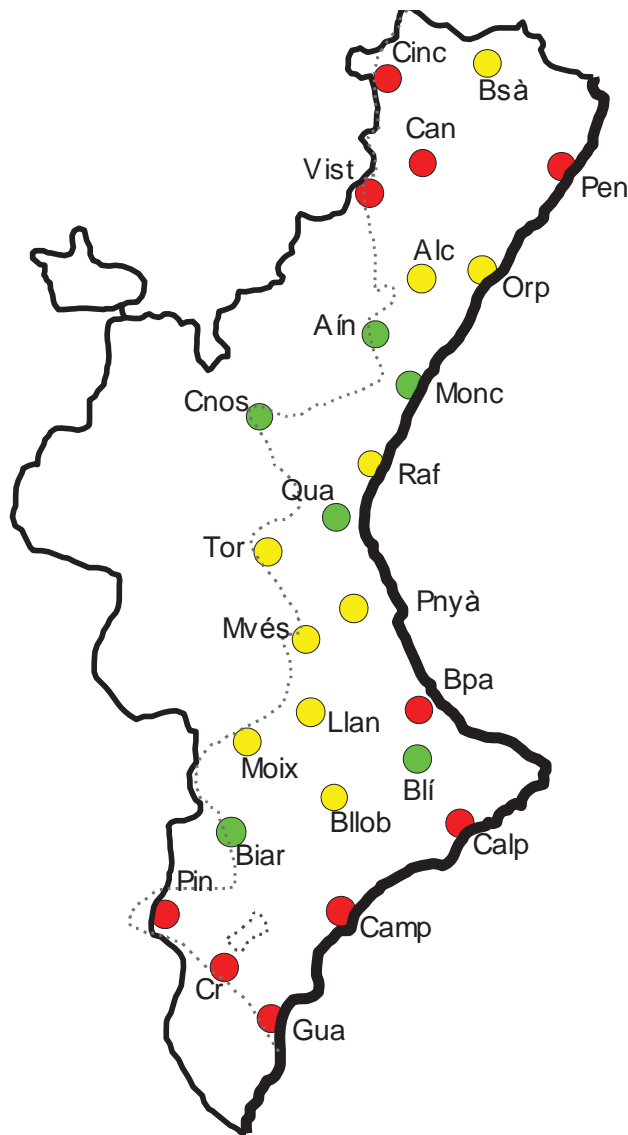 Cinc
Bsà
Can
Vist
Pen
Alc
Orp
Aín
Monc
Cnos
Raf
Qua
Tor
Pnyà
Mvés
Bpa
Llan
Moix
Blí
Bllob
Calp
Biar
Pin
Camp
Cr
Gua